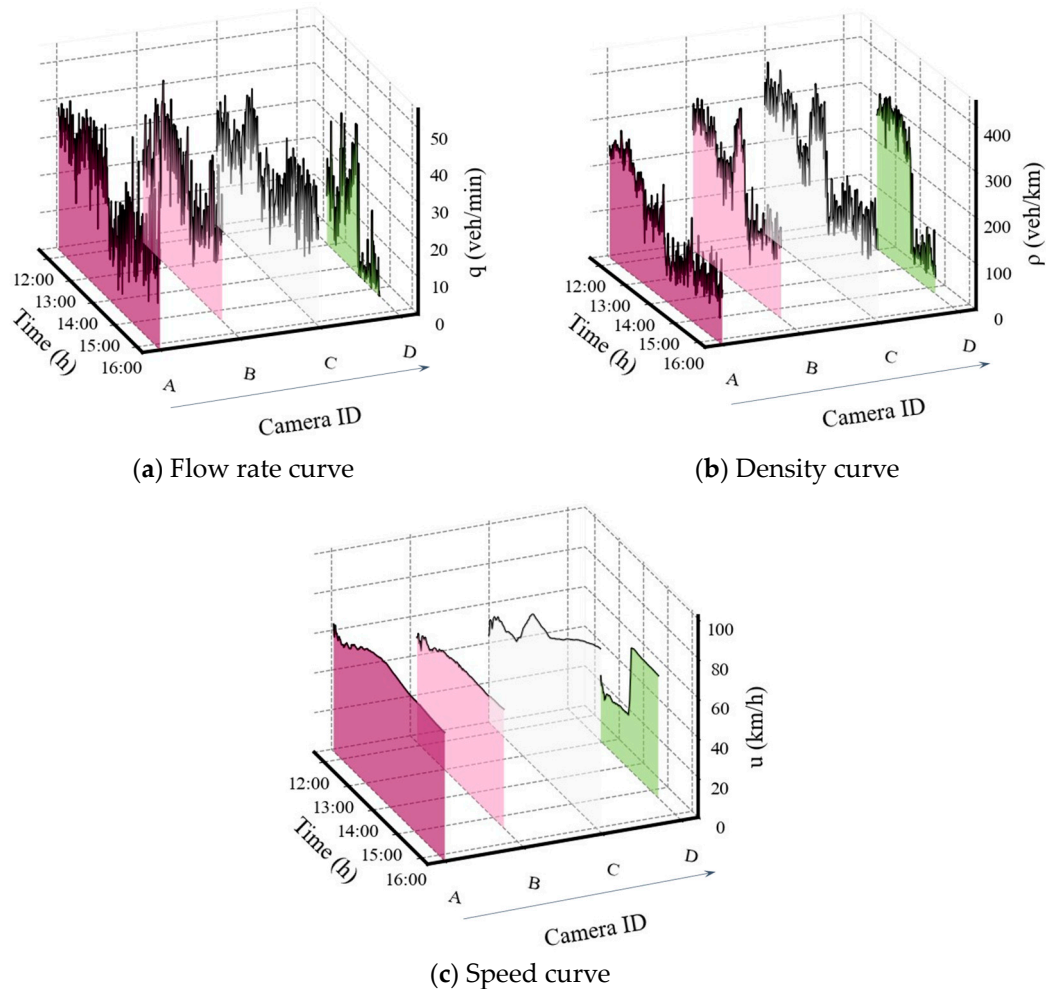 50
40
30
20
10
0
q (veh/min)
12:00
13:00
14:00
15:00
16:00
Time (h)
A
B
C
D
Camera ID
(a) Flow rate curve
400
300
200
100
0
ρ (veh/km)
12:00
13:00
14:00
15:00
16:00
Time (h)
A
B
C
D
Camera ID
(b) Density curve
100
80
60
40
20
0
u (km/h)
12:00
13:00
14:00
15:00
16:00
Time (h)
A
B
C
D
Camera ID
(c) Speed curve